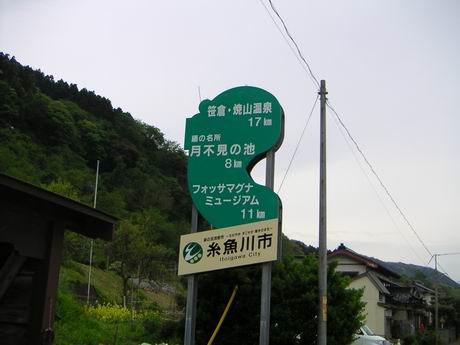 笹倉・焼山温泉
17km
藤の名所
月不見の池
8km
フォッサマグナ
ミュージアム
11km
糸魚川市
Itoigawa City